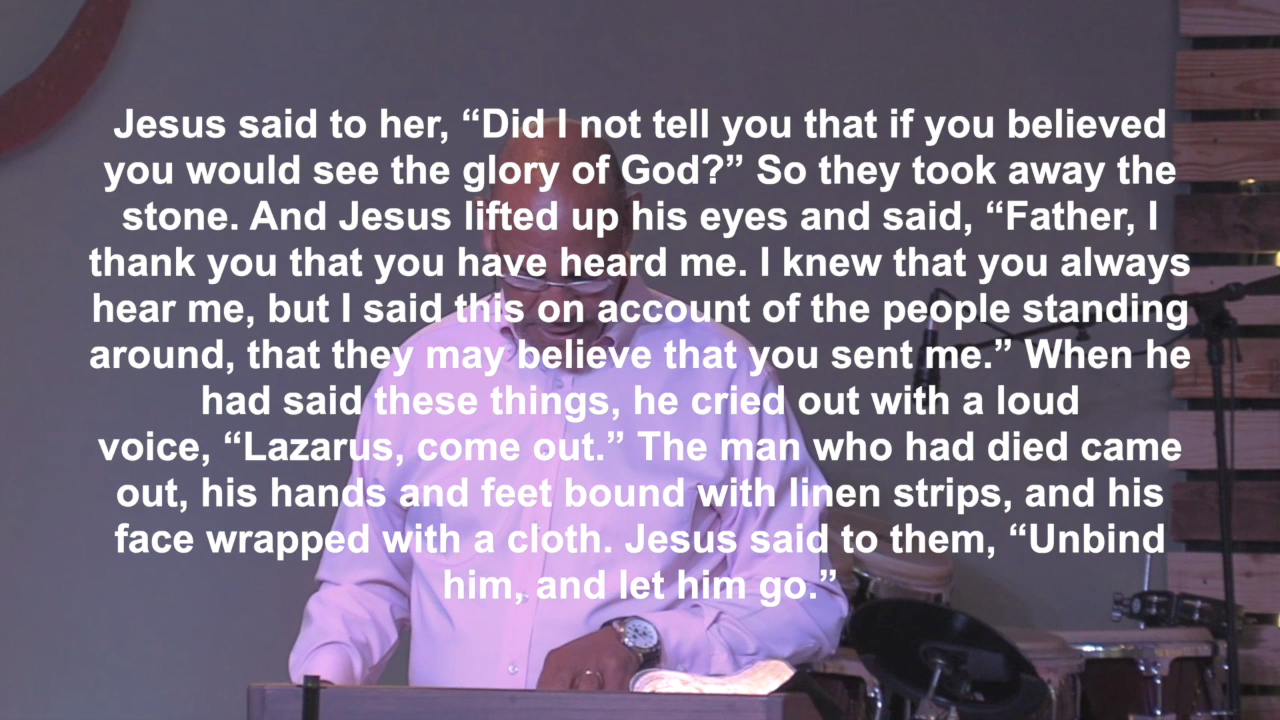 Jesus said to her, “Did I not tell you that if you believed
you would see the glory of God?” So they took away the
stone. And Jesus lifted up his eyes and said, “Father, I
thank you that you have heard me. I knew that you always
hear me, but I said this on account of the people standing
around, that they may believe that you sent me.” When he
had said these things, he cried out with a loud
voice, “Lazarus, come out.” The man who had died came
out, his hands and feet bound with linen strips, and his
face wrapped with a cloth. Jesus said to them, “Unbind
him, and let him go.”